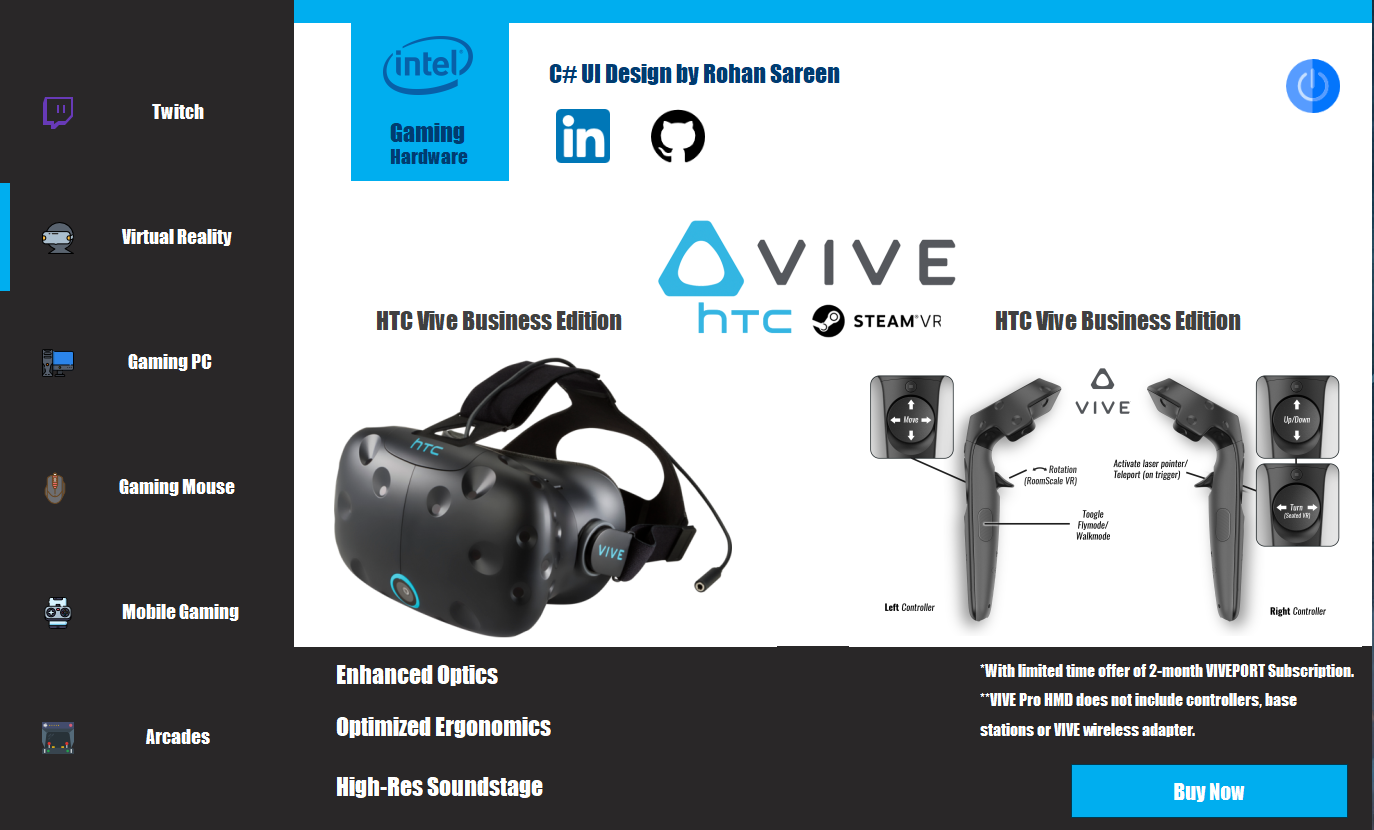 Twitch
Virtual Reality
Gaming PC
Gaming Mouse
Mobile Gaming
Arcades
intel
Gaming
Hardware
C# UI Design by Rohan Sareen
in
VIVE
hTC
STEAM®VR
HTC Vive Business Edition
HTC Vive Business Edition
hTC
VIVE
VIVE
Move
Up/Down
Rotation
(RoomScale VR)
Activate laser pointer/
Teleport (on trigger)
Turn
(Seated VR)
Toogle
Flymode/
Walkmode
Left Controller
Right Controller
Enhanced Optics
Optimized Ergonomics
High-Res Soundstage
*With limited time offer of 2-month VIVEPORT Subscription.
**VIVE Pro HMD does not include controllers, base
stations or VIVE wireless adapter.
Buy Now